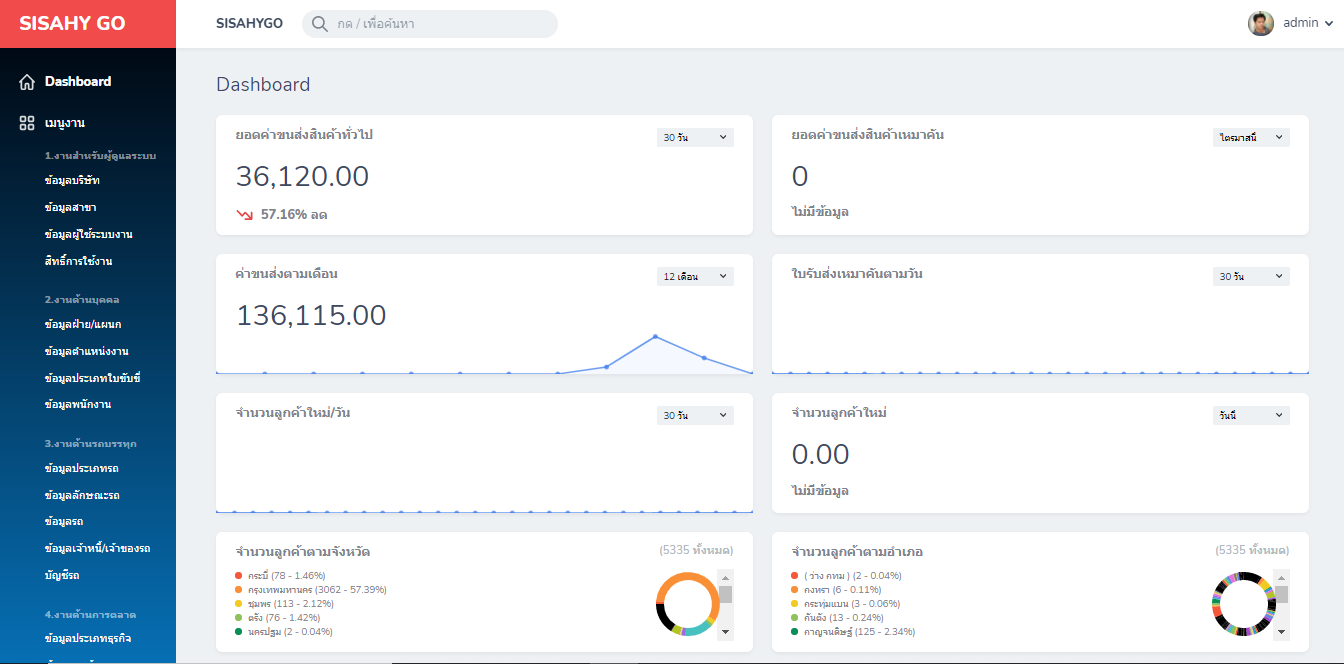 SISAHY GO
SISAHYGO
กด / เพื่อค้นหา
admin
Dashboard
เมนูงาน
1.งานสำหรับผู้ดูแลระบบ
ข้อมูลบริษัท
ข้อมูลสาขา
ข้อมูลผู้ใช้ระบบงาน
สิทธิ์การใช้งาน
2.งานด้านบุคคล
ข้อมูลฝ่าย/แผนก
ข้อมูลตำแหน่งงาน
ข้อมูลประเภทใบขับขี่
ข้อมูลพนักงาน
3.งานด้านรถบรรทุก
ข้อมูลประเภทรถ
ข้อมูลลักษณะรถ
ข้อมูลรถ
ข้อมูลเจ้าหนี้/เจ้าของรถ
บัญชีรถ
4.งานด้านการตลาด
ข้อมูลประเภทธุรกิจ
Dashboard
ยอดค่าขนส่งสินค้าทั่วไป
30 วัน
36,120.00
57.16% ลด
ยอดค่าขนส่งสินค้าเหมาคัน
ไตรมาสนี้
0
ไม่มีข้อมูล
ค่าขนส่งตามเดือน
12 เดือน
136,115.00
ใบรับส่งเหมาคันตามวัน
30 วัน
จำนวนลูกค้าใหม่/วัน
30 วัน
จำนวนลูกค้าใหม่
วันนี้
0.00
ไม่มีข้อมูล
จำนวนลูกค้าตามจังหวัด
(5335 ทั้งหมด)
กระบี่ (78 - 1.46%)
กรุงเทพมหานคร (3062 - 57.39%)
ชุมพร (113 - 2.12%)
ตรัง (76 - 1.42%)
นครปฐม (2 - 0.04%)
จำนวนลูกค้าตามอำเภอ
(5335 ทั้งหมด)
( ว่าง กทม ) (2 - 0.04%)
กงหรา (6 - 0.11%)
กระทุ่มแบน (3 - 0.06%)
กันตัง (13 - 0.24%)
กาญจนดิษฐ์ (125 - 2.34%)